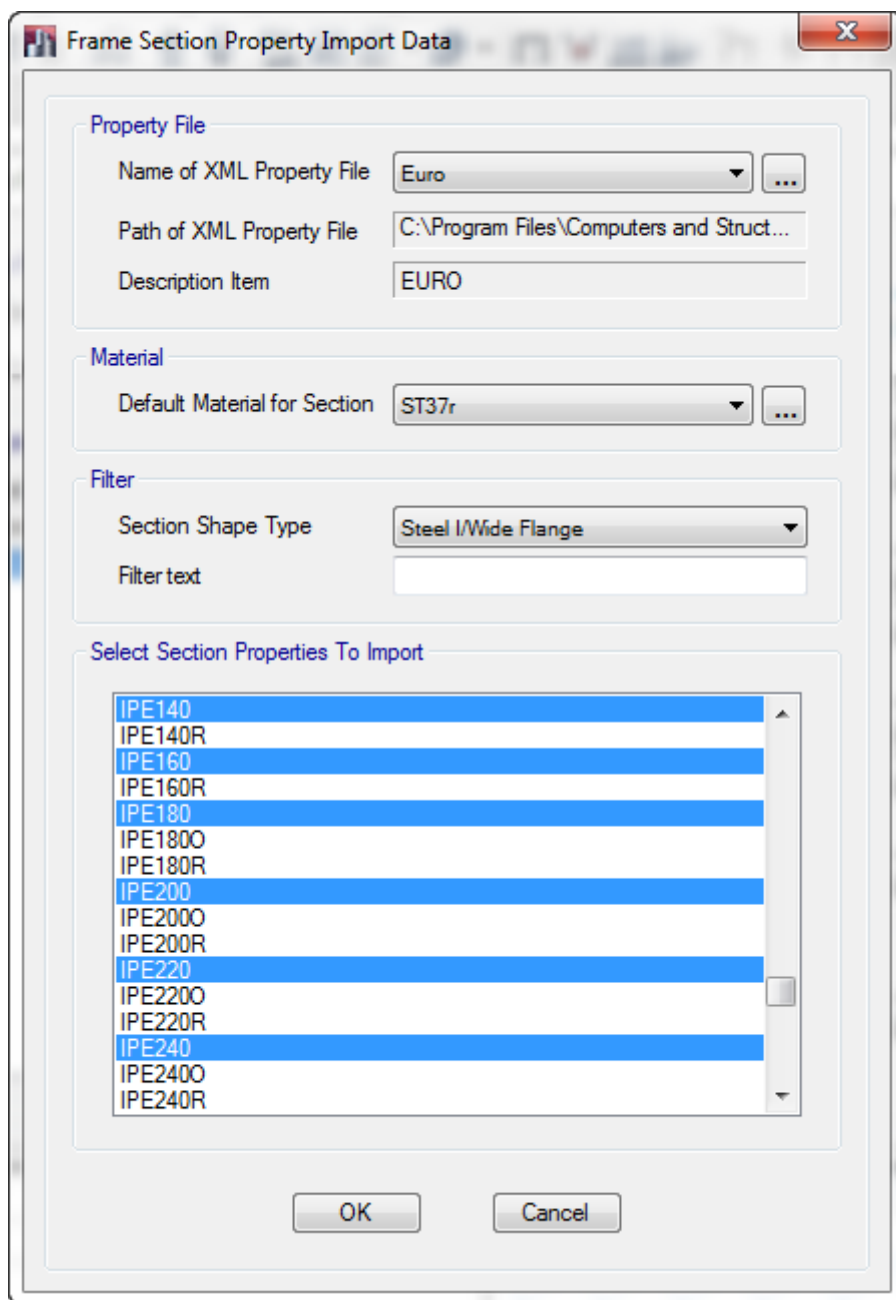 Frame Section Property Import Data
Property File
Name of XML Property File Euro ...
Path of XML Property File C:\Program Files\Computers and Struct...
Description Item EURO
Material
Default Material for Section ST37r ...
Filter
Section Shape Type Steel I/Wide Flange
Filter text
Select Section Properties To Import
IPE140
IPE140R
IPE160
IPE160R
IPE180
IPE180O
IPE180R
IPE200
IPE200O
IPE200R
IPE220
IPE220O
IPE220R
IPE240
IPE240O
IPE240R
OK Cancel